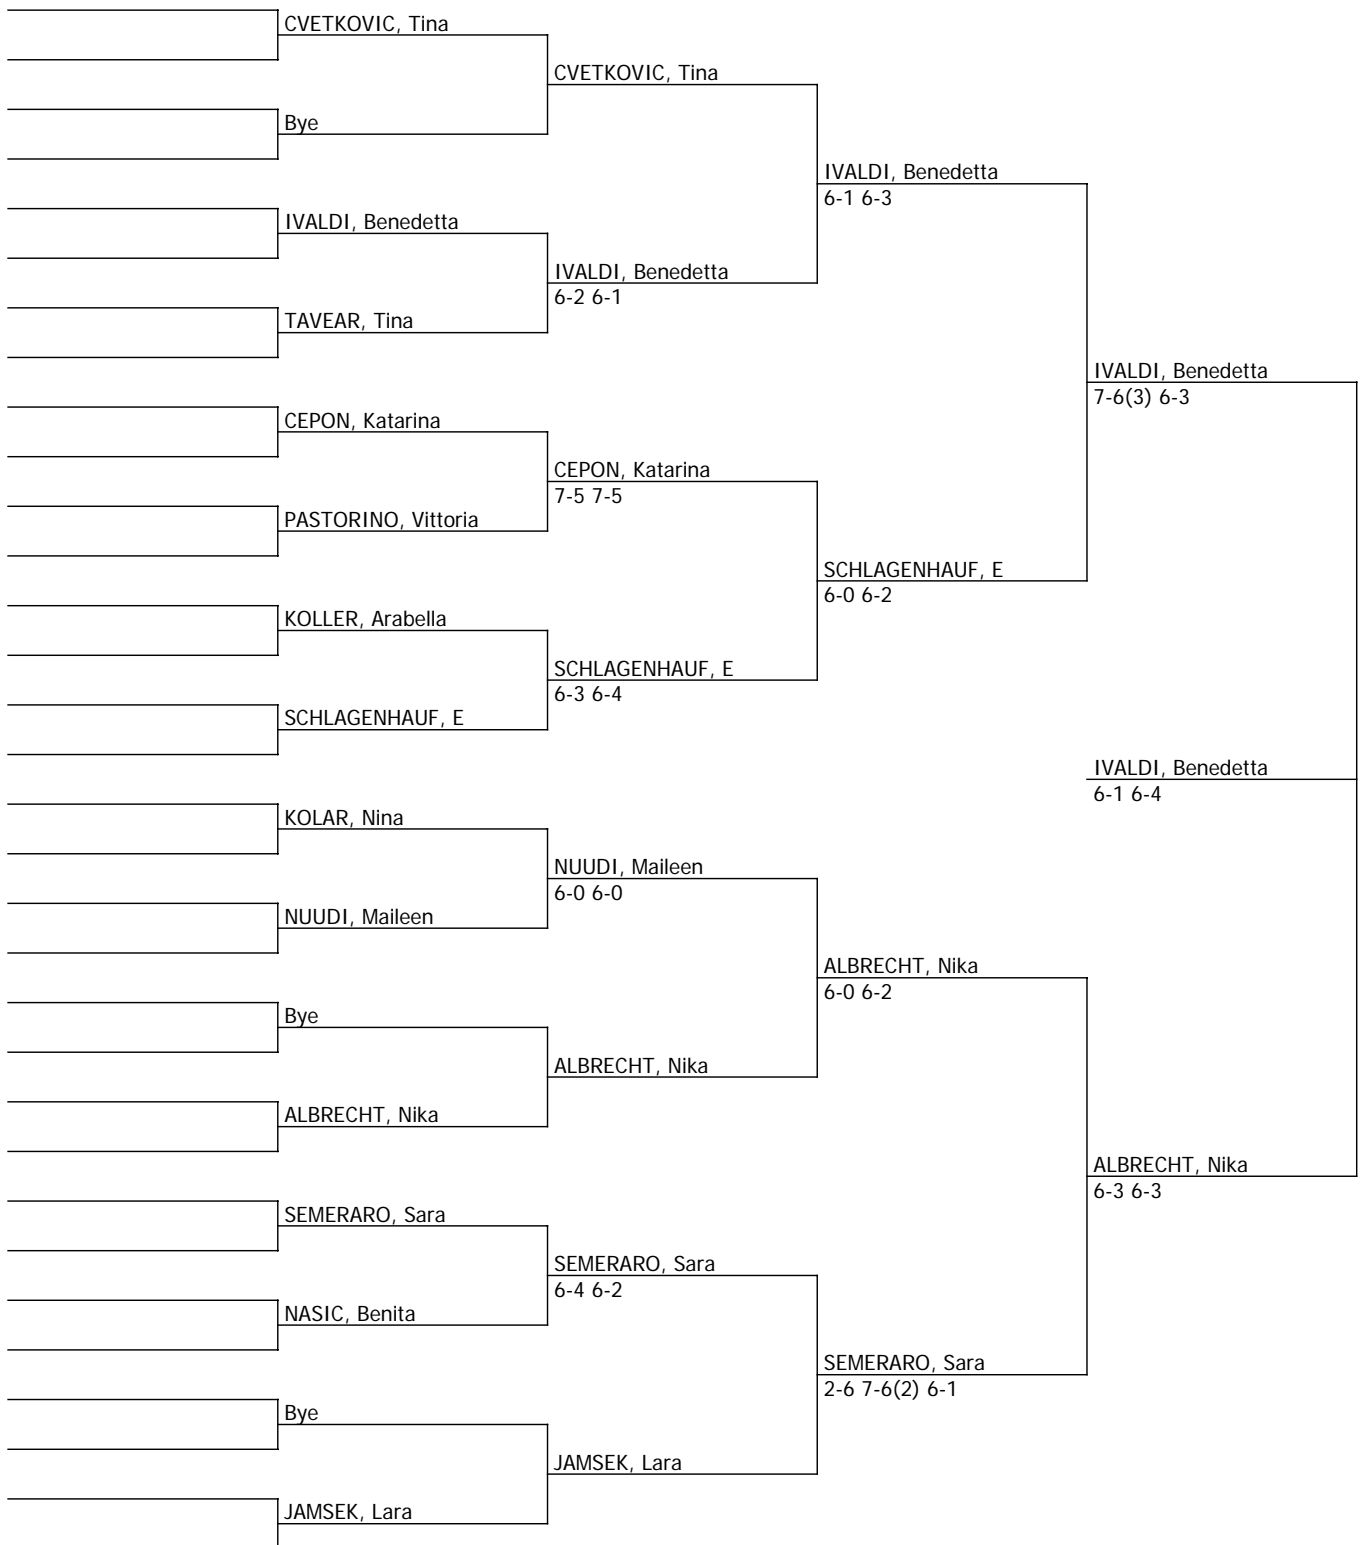 CVETKOVIC, Tina
CVETKOVIC, Tina
Bye
IVALDI, Benedetta
6-1 6-3
IVALDI, Benedetta
IVALDI, Benedetta
6-2 6-1
TAVEAR, Tina
IVALDI, Benedetta
7-6(3) 6-3
CEPON, Katarina
CEPON, Katarina
7-5 7-5
PASTORINO, Vittoria
SCHLAGENHAUF, E
6-0 6-2
KOLLER, Arabella
SCHLAGENHAUF, E
6-3 6-4
SCHLAGENHAUF, E
IVALDI, Benedetta
6-1 6-4
KOLAR, Nina
NUUDI, Maileen
6-0 6-0
NUUDI, Maileen
ALBRECHT, Nika
6-0 6-2
Bye
ALBRECHT, Nika
ALBRECHT, Nika
ALBRECHT, Nika
6-3 6-3
SEMERARO, Sara
SEMERARO, Sara
6-4 6-2
NASIC, Benita
SEMERARO, Sara
2-6 7-6(2) 6-1
Bye
JAMSEK, Lara
JAMSEK, Lara